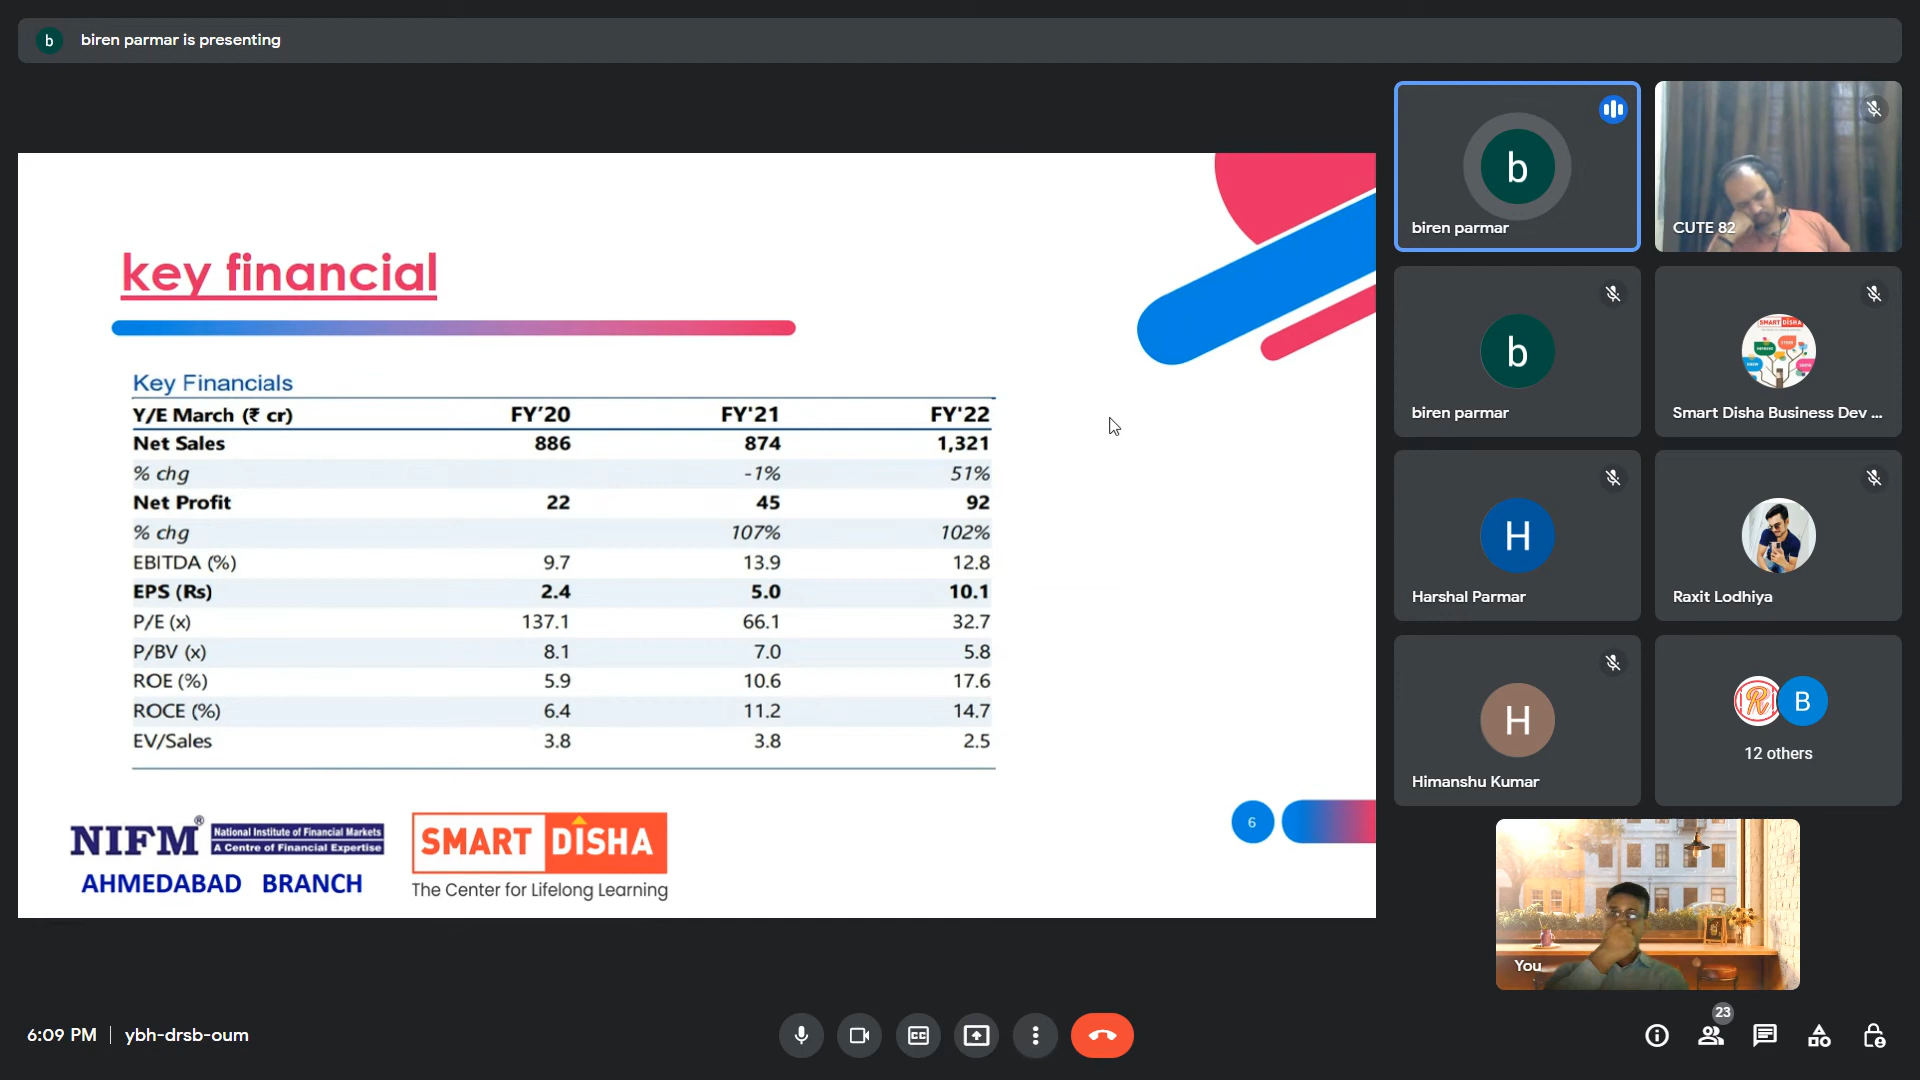 b biren parmar is presenting
key financial
Key Financials
Y/E March (₹ cr) FY'20 FY'21 FY'22
Net Sales 886 874 1,321
% chg -1% 51%
Net Profit 22 45 92
% chg 107% 102%
EBITDA (%) 9.7 13.9 12.8
EPS (Rs) 2.4 5.0 10.1
P/E (x) 137.1 66.1 32.7
P/BV (x) 8.1 7.0 5.8
ROE (%) 5.9 10.6 17.6
ROCE (%) 6.4 11.2 14.7
EV/Sales 3.8 3.8 2.5
NIFM® National Institute of Financial Markets
A Centre of Financial Expertise
AHMEDABAD BRANCH
SMART DISHA
The Center for Lifelong Learning
6
b
biren parmar
CUTE 82
b
biren parmar
SMART DISHA
Smart Disha Business Dev ...
H
Harshal Parmar
Raxit Lodhiya
H
Himanshu Kumar
R B
12 others
You
6:09 PM | ybh-drsb-oum
CC
23